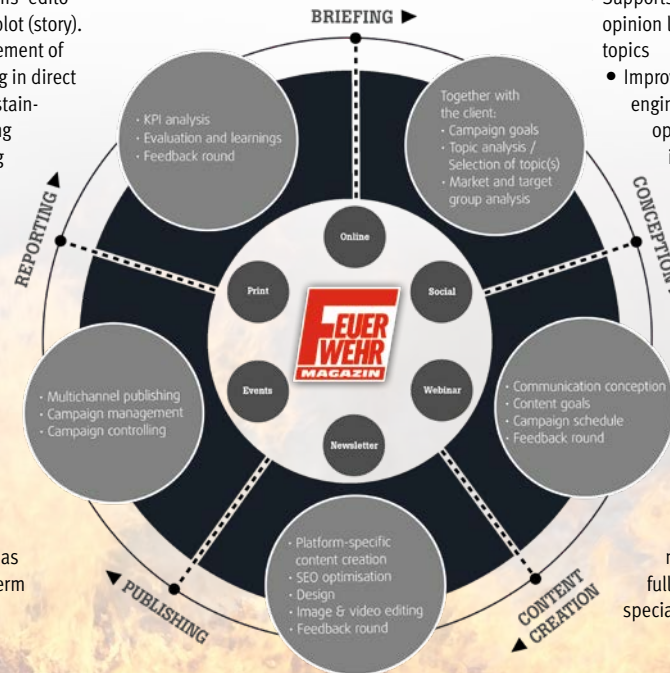 edito-
plot (story).
ement of
g in direct
stain-
ng
g
Supports
opinion l
topics
• Improv
engin
op
i
BRIEFING
Together with
the client:
· Campaign goals
· Topic analysis /
Selection of topic(s)
· Market and target
group analysis
CONCEPTION
· Communication conception
· Content goals
· Campaign schedule
· Feedback round
CONTENT
CREATION
· Platform-specific
content creation
· SEO optimisation
· Design
· Image & video editing
· Feedback round
PUBLISHING
· Multichannel publishing
· Campaign management
· Campaign controlling
REPORTING
· KPI analysis
· Evaluation and learnings
· Feedback round
Online
Social
Webinar
Newsletter
Events
Print
FEUER
WEHR
MAGAZIN
as
erm
full
specia